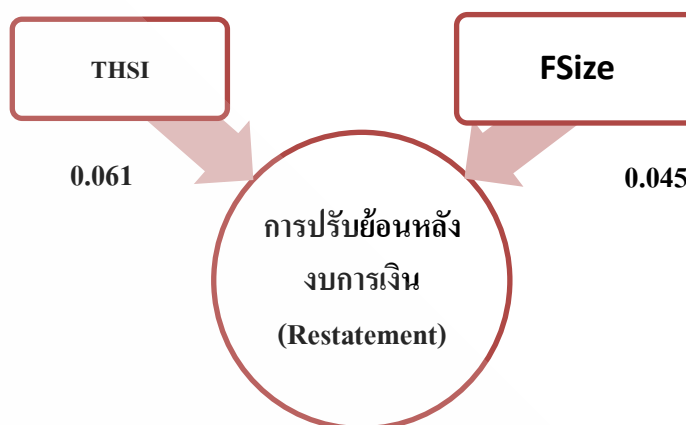 THSI
FSize
0.061
0.045
การปรับย้อนหลัง
งบการเงิน
(Restatement)